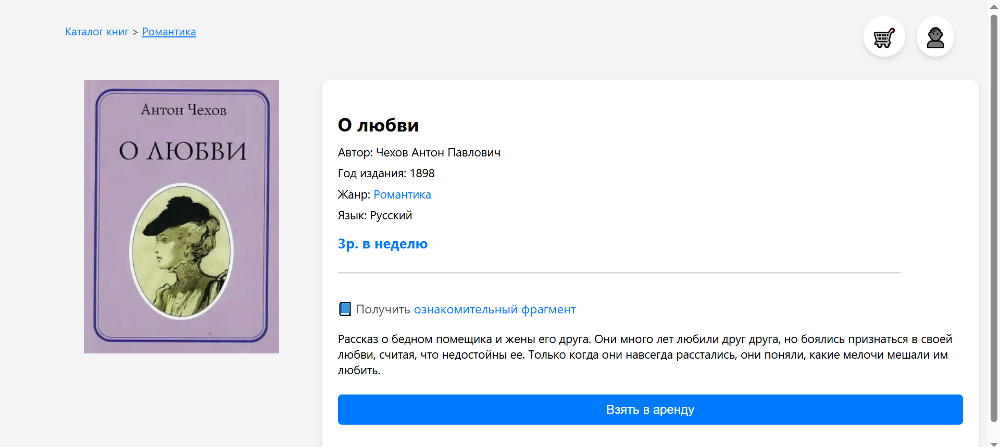 Каталог книг > Романтика
Антон Чехов
О ЛЮБВИ
О любви
Автор: Чехов Антон Павлович
Год издания: 1898
Жанр: Романтика
Язык: Русский
3р. в неделю
Получить ознакомительный фрагмент
Рассказ о бедном помещика и жены его друга. Они много лет любили друг друга, но боялись признаться в своей
любви, считая, что недостойны ее. Только когда они навсегда расстались, они поняли, какие мелочи мешали им
любить.
Взять в аренду